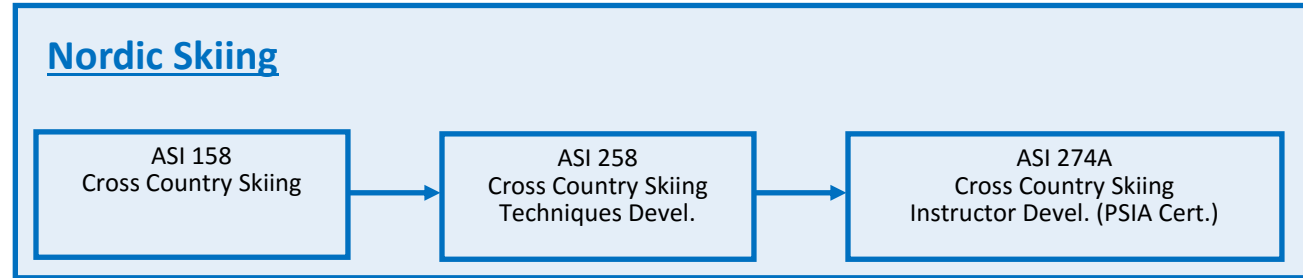 Nordic Skiing
ASI 158
Cross Country Skiing
ASI 258
Cross Country Skiing
Techniques Devel.
ASI 274A
Cross Country Skiing
Instructor Devel. (PSIA Cert.)